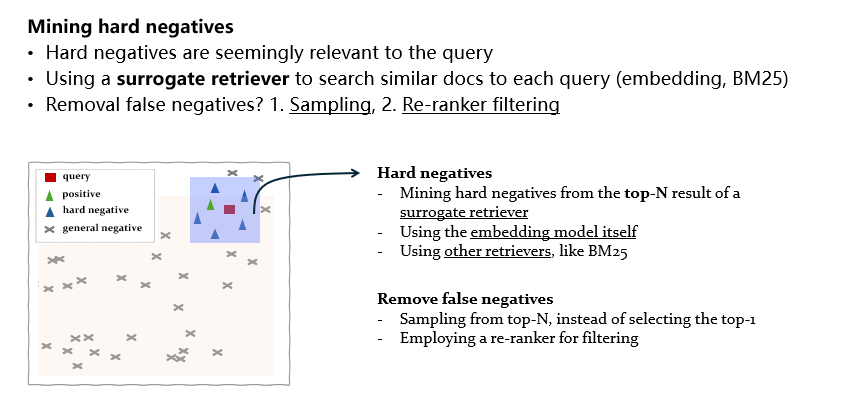 Mining hard negatives
• Hard negatives are seemingly relevant to the query
• Using a surrogate retriever to search similar docs to each query (embedding, BM25)
• Removal false negatives? 1. Sampling, 2. Re-ranker filtering
query
positive
hard negative
general negative
Hard negatives
- Mining hard negatives from the top-N result of a
surrogate retriever
- Using the embedding model itself
- Using other retrievers, like BM25
Remove false negatives
- Sampling from top-N, instead of selecting the top-1
- Employing a re-ranker for filtering